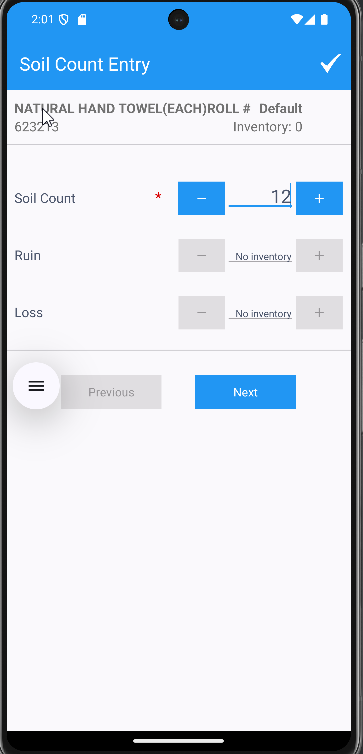 2:01
Soil Count Entry
NATURAL HAND TOWEL(EACH)ROLL # Default
623213 Inventory: 0
Soil Count * − 12 +
Ruin − No inventory +
Loss − No inventory +
Previous Next